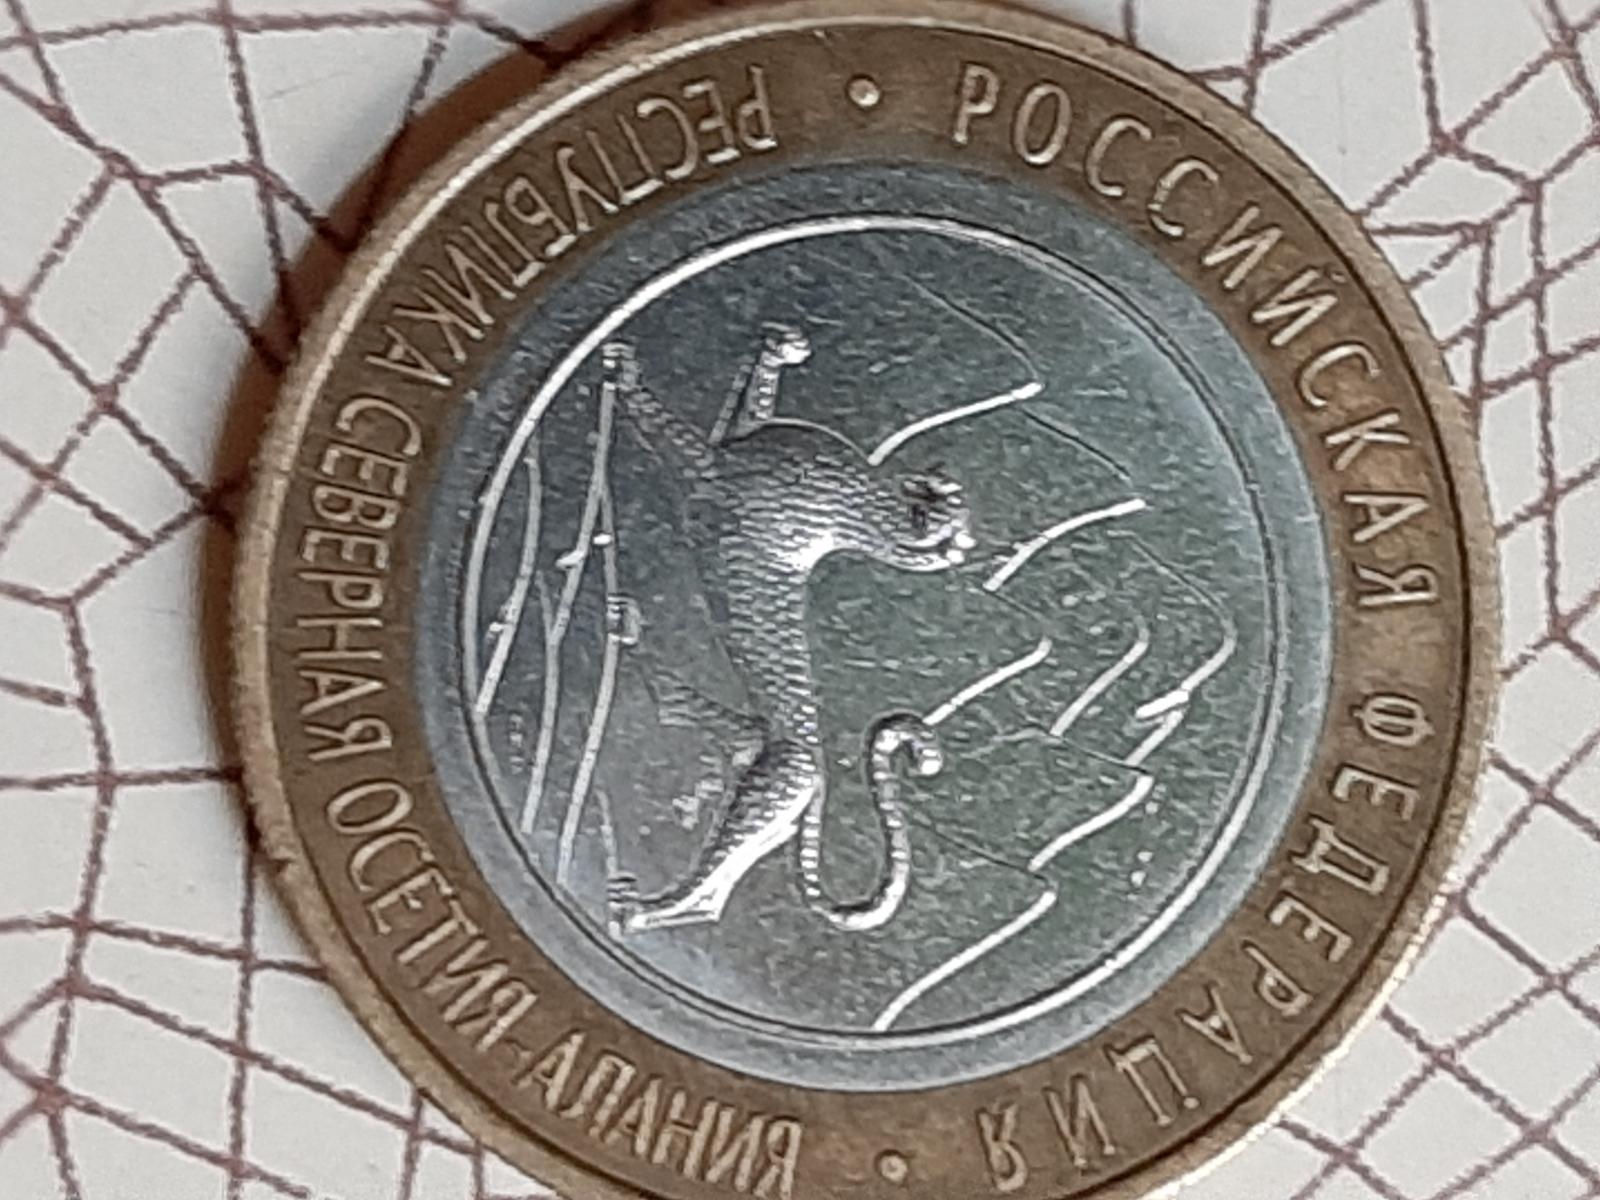 РОССИЙСКАЯ ФЕДЕРАЦИЯ
РЕСПУБЛИКА СЕВЕРНАЯ ОСЕТИЯ-АЛАНИЯ